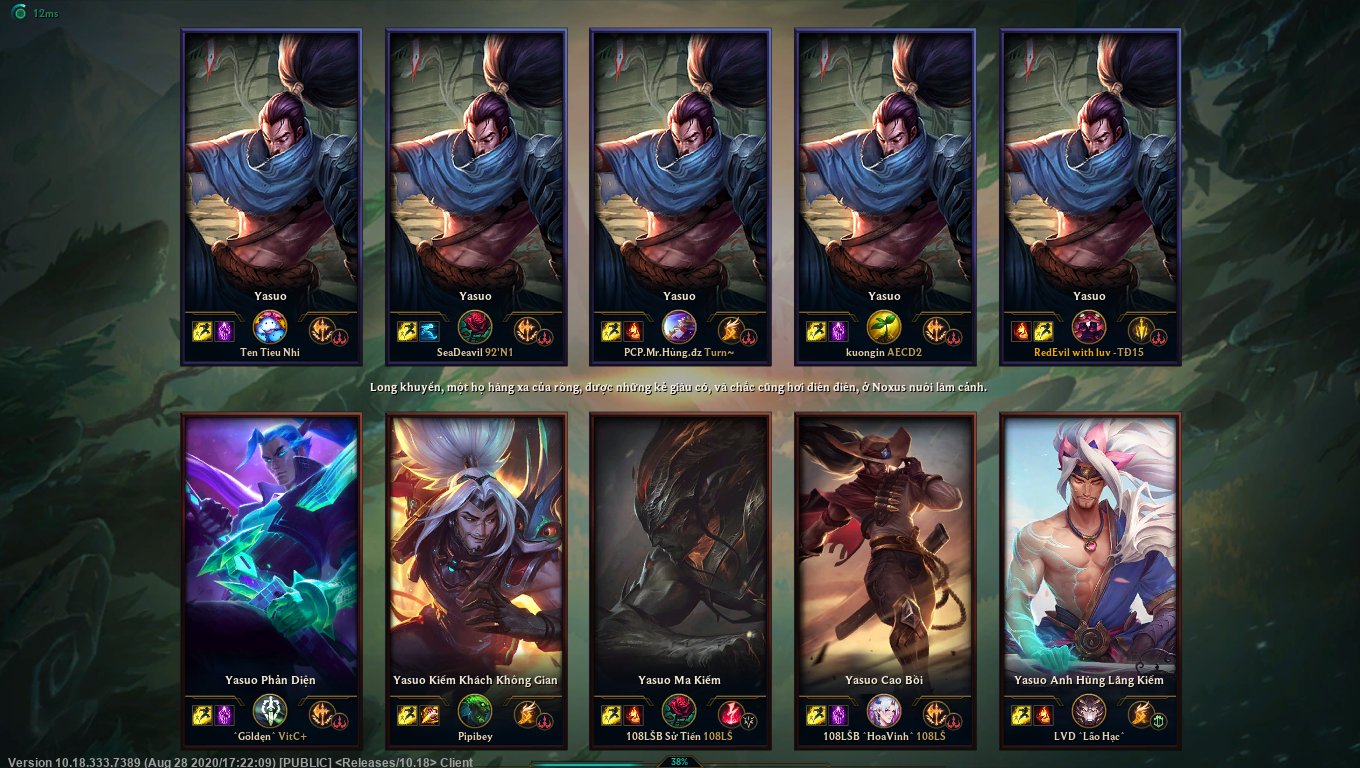 12ms
Yasuo
Yasuo
Yasuo
Yasuo
Yasuo
Ten Tieu Nhi
SeaDeavil 92'N1
PCP.Mr.Hùng.dz Turn~
kuongin AECD2
RedEvil with luv -TĐ15
Long khuyển, một họ hàng xa của rồng, được những kẻ giàu có, và chắc cũng hơi điên điên, ở Noxus nuôi làm cảnh.
Yasuo Phản Diện
Yasuo Kiếm Khách Không Gian
Yasuo Ma Kiếm
Yasuo Cao Bồi
Yasuo Anh Hùng Lãng Kiếm
ˆGöldẹnˆ VitC+
Pipibey
108LŠB Sử Tiến 108LŠ
108LŠB ˆHoaVinhˆ 108LŠ
LVD ˆLão Hạcˆ
38%
Version 10.18.333.7389 (Aug 28 2020/17:22:09) [PUBLIC] <Releases/10.18> Client